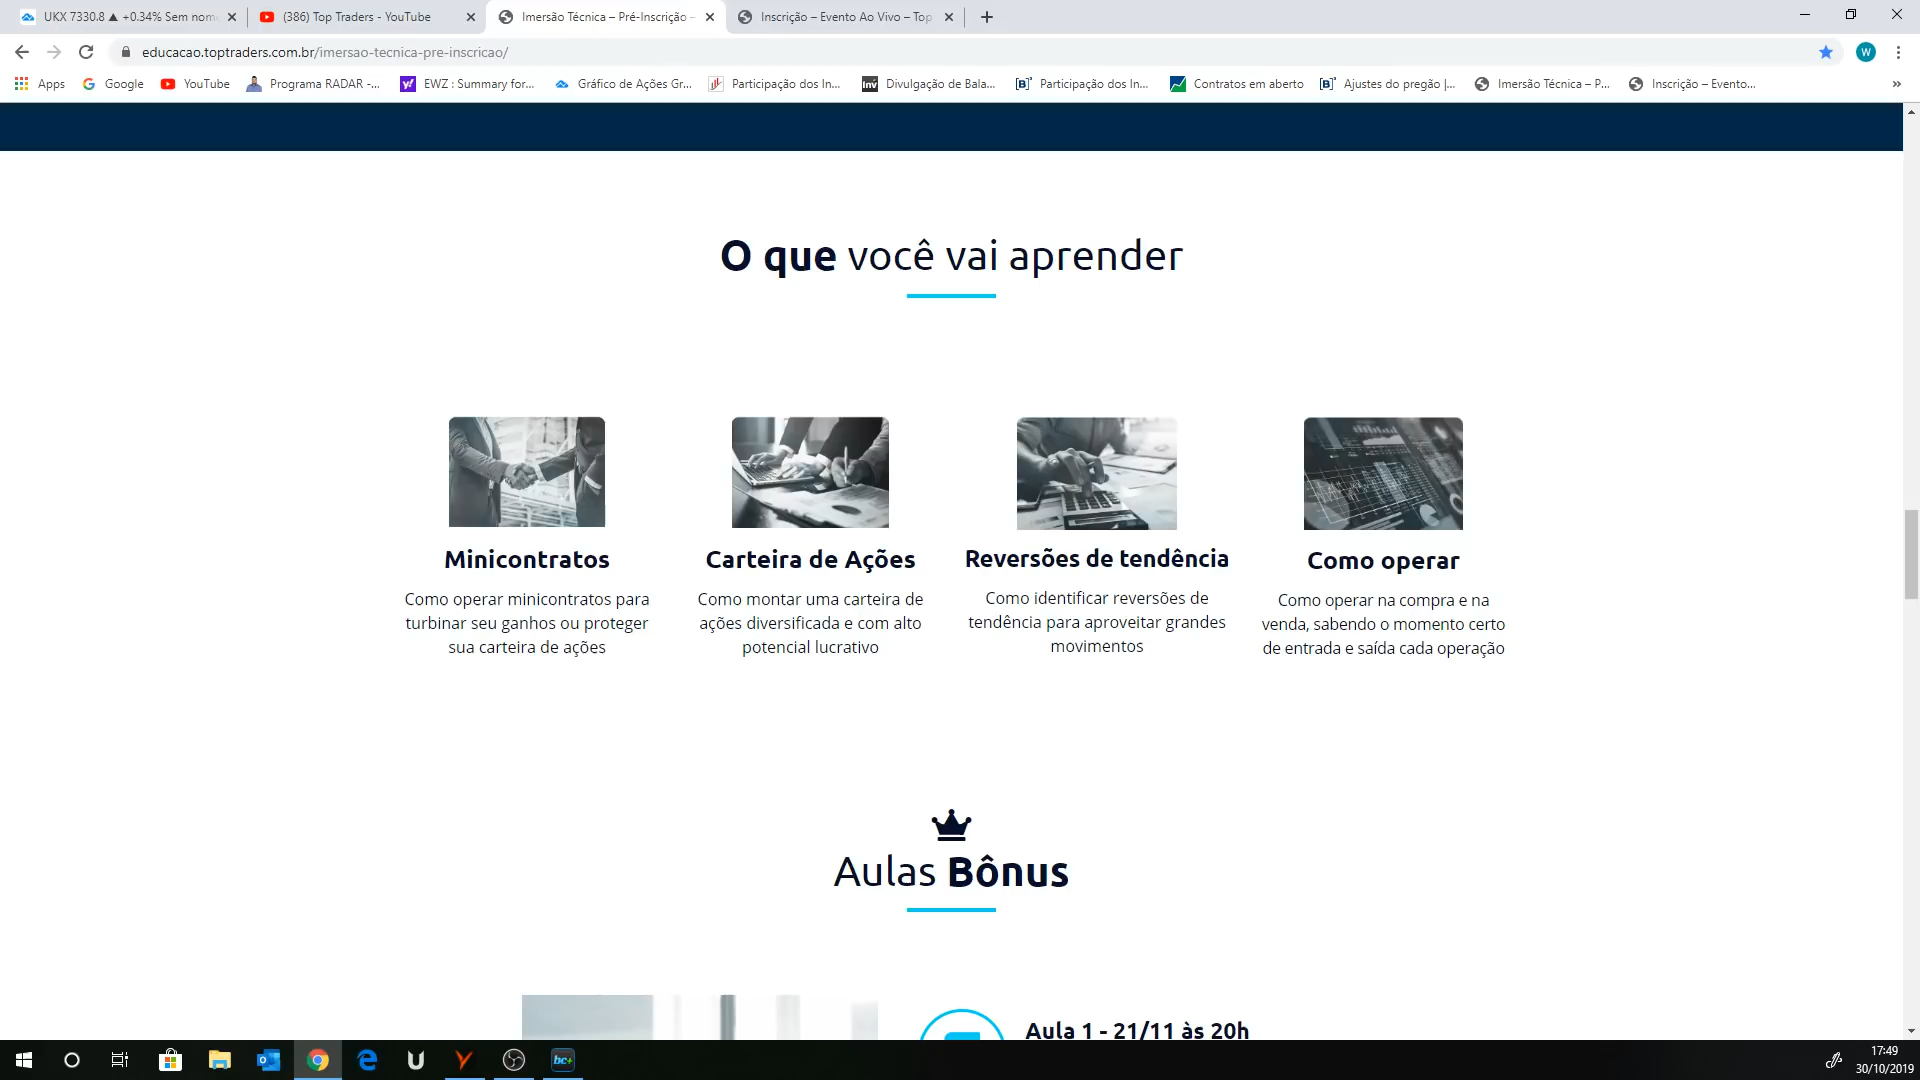 UKX 7330.8 ▲ +0.34% Sem nom
(386) Top Traders - YouTube
Imersão Técnica – Pré-Inscrição –
Inscrição – Evento Ao Vivo – Top
educacao.toptraders.com.br/imersao-tecnica-pre-inscricao/
W
Apps
Google
YouTube
Programa RADAR -...
EWZ : Summary for...
Gráfico de Ações Gr...
Participação dos In...
Inv
Divulgação de Bala...
[B]³
Participação dos In...
Contratos em aberto
[B]³
Ajustes do pregão |...
Imersão Técnica – P...
Inscrição – Evento...
»
O que você vai aprender
Minicontratos
Como operar minicontratos para
turbinar seu ganhos ou proteger
sua carteira de ações
Carteira de Ações
Como montar uma carteira de
ações diversificada e com alto
potencial lucrativo
Reversões de tendência
Como identificar reversões de
tendência para aproveitar grandes
movimentos
Como operar
Como operar na compra e na
venda, sabendo o momento certo
de entrada e saída cada operação
Aulas Bônus
Aula 1 - 21/11 às 20h
bc+
17:49
30/10/2019